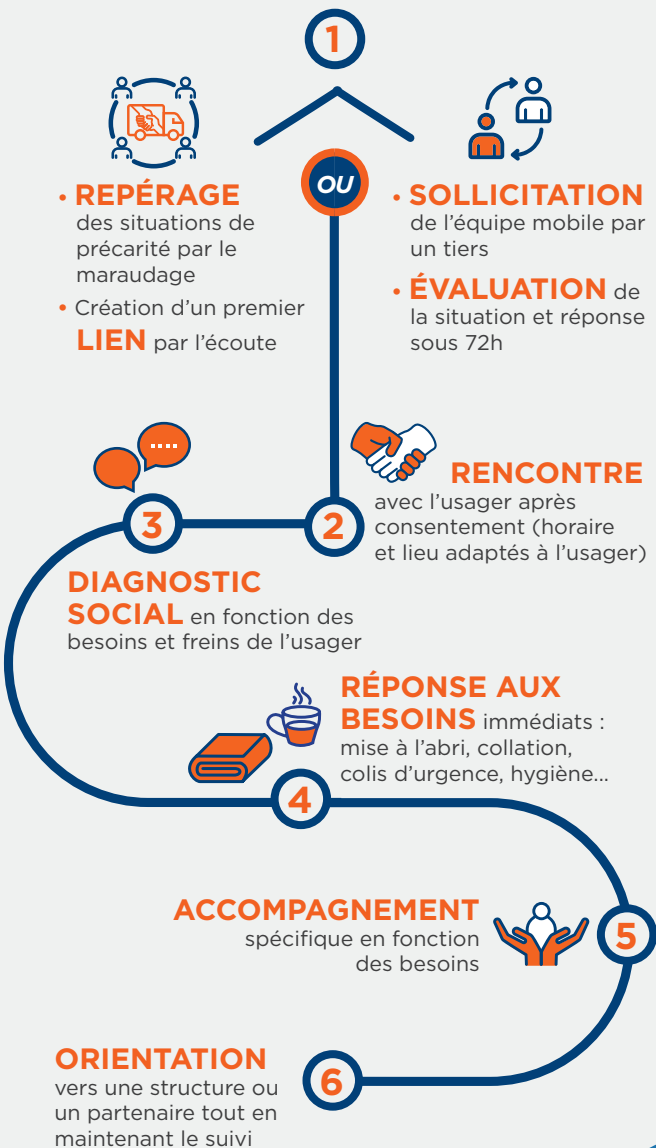 1
• REPÉRAGE
des situations de
précarité par le
maraudage
• Création d'un premier
LIEN par l'écoute
OU
• SOLLICITATION
de l'équipe mobile par
un tiers
• ÉVALUATION de
la situation et réponse
sous 72h
2
RENCONTRE
avec l'usager après
consentement (horaire
et lieu adaptés à l'usager)
3
DIAGNOSTIC
SOCIAL en fonction des
besoins et freins de l'usager
4
RÉPONSE AUX
BESOINS immédiats :
mise à l'abri, collation,
colis d'urgence, hygiène...
5
ACCOMPAGNEMENT
spécifique en fonction
des besoins
6
ORIENTATION
vers une structure ou
un partenaire tout en
maintenant le suivi